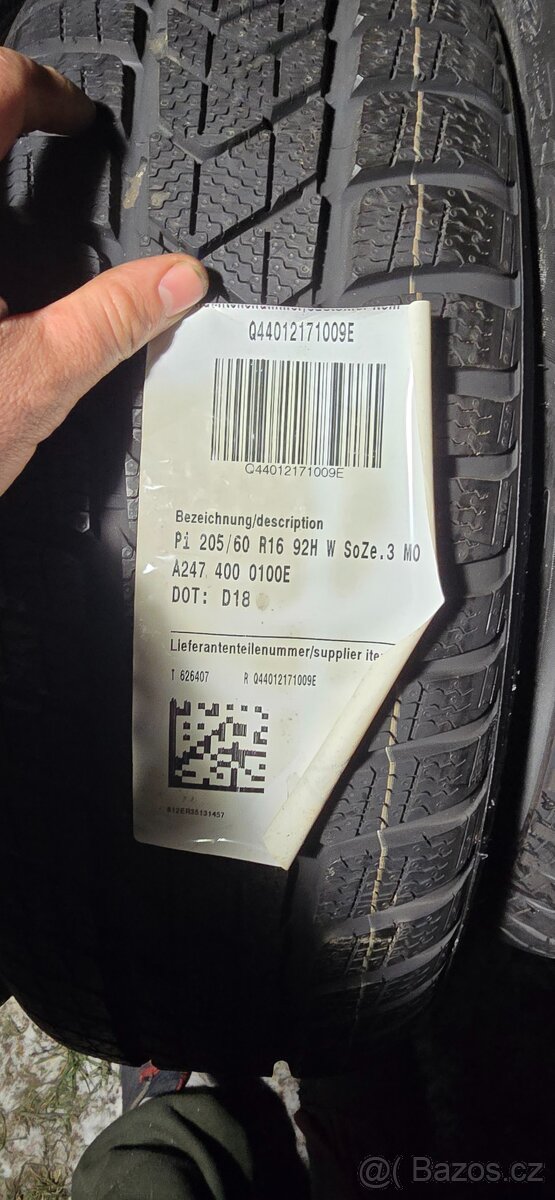 Q44012171009E
Q44012171009E
Bezeichnung/description
Pi 205/60 R16 92H W SoZe.3 MO
A247 400 0100E
DOT: D18
Lieferantenteilenummer/supplier
T 626407 R Q44012171009E
612ER35131457
@( Bazos.cz